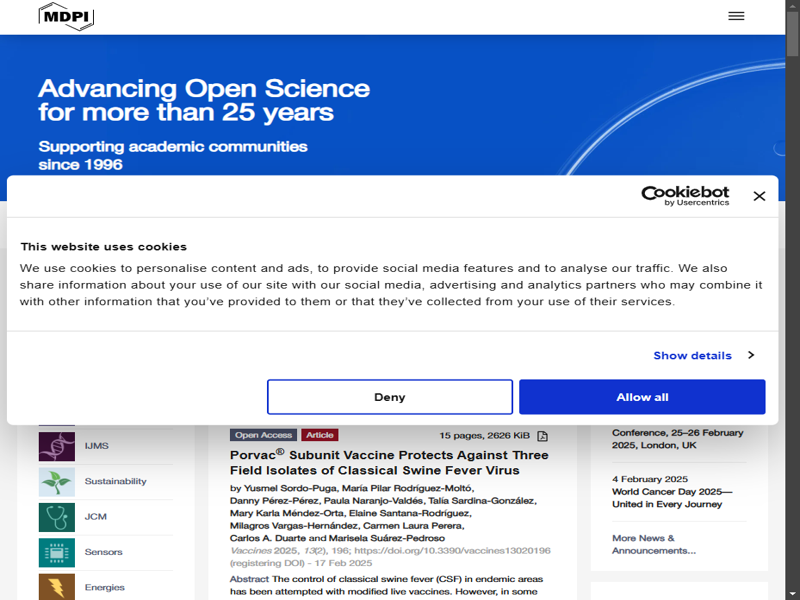 MDPI
Advancing Open Science
for more than 25 years
Supporting academic communities
since 1996
Cookiebot
by Usercentrics
This website uses cookies
We use cookies to personalise content and ads, to provide social media features and to analyse our traffic. We also
share information about your use of our site with our social media, advertising and analytics partners who may combine it
with other information that you've provided to them or that they've collected from your use of their services.
Show details
Deny
Allow all
IJMS
Sustainability
JCM
Sensors
Energies
Open Access Article 15 pages, 2626 KiB
Porvac® Subunit Vaccine Protects Against Three
Field Isolates of Classical Swine Fever Virus
by Yusmel Sordo-Puga, María Pilar Rodríguez-Moltó,
Danny Pérez-Pérez, Paula Naranjo-Valdés, Talía Sardina-González,
Mary Karla Méndez-Orta, Elaine Santana-Rodríguez,
Milagros Vargas-Hernández, Carmen Laura Perera,
Carlos A. Duarte and Marisela Suárez-Pedroso
Vaccines 2025, 13(2), 196; https://doi.org/10.3390/vaccines13020196
(registering DOI) - 17 Feb 2025
Abstract The control of classical swine fever (CSF) in endemic areas
has been attempted with modified live vaccines. However, in some
Conference, 25–26 February
2025, London, UK
4 February 2025
World Cancer Day 2025—
United in Every Journey
More News &
Announcements...